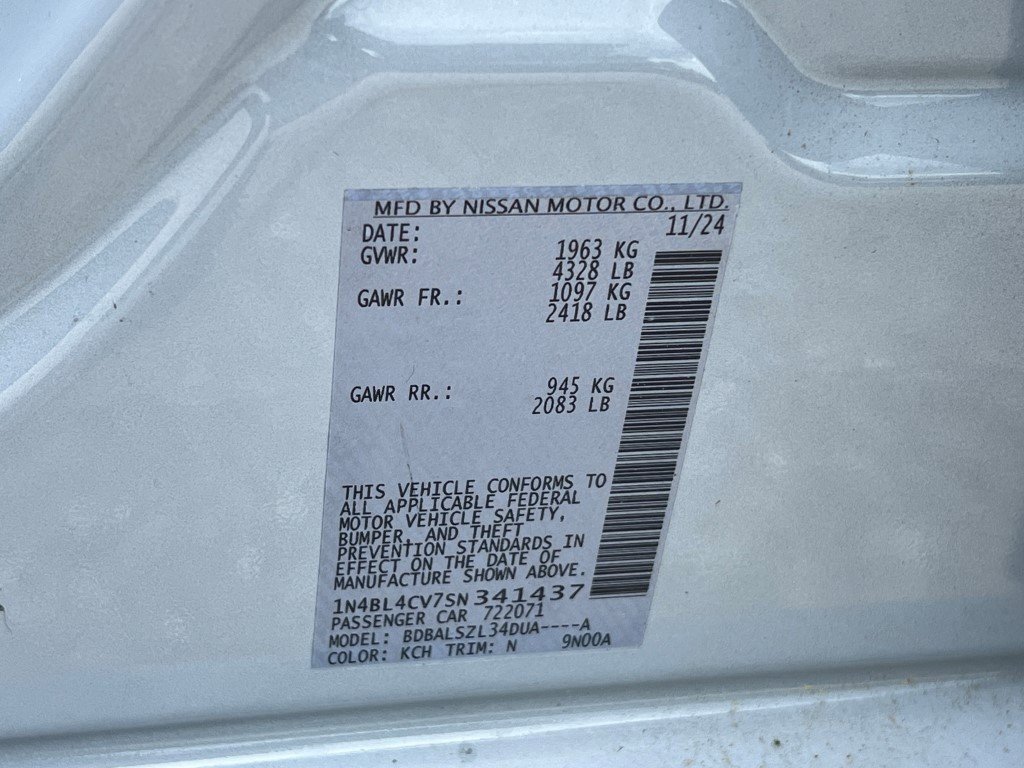 MFD BY NISSAN MOTOR CO., LTD.
DATE: 11/24
GVWR: 1963 KG
4328 LB
GAWR FR.: 1097 KG
2418 LB
GAWR RR.: 945 KG
2083 LB
THIS VEHICLE CONFORMS TO
ALL APPLICABLE FEDERAL
MOTOR VEHICLE SAFETY,
BUMPER, AND THEFT
PREVENTION STANDARDS IN
EFFECT ON THE DATE OF
MANUFACTURE SHOWN ABOVE.
1N4BL4CV7SN341437
PASSENGER CAR 722071
MODEL: BDBALSZL34DUA----A
COLOR: KCH TRIM: N 9N00A